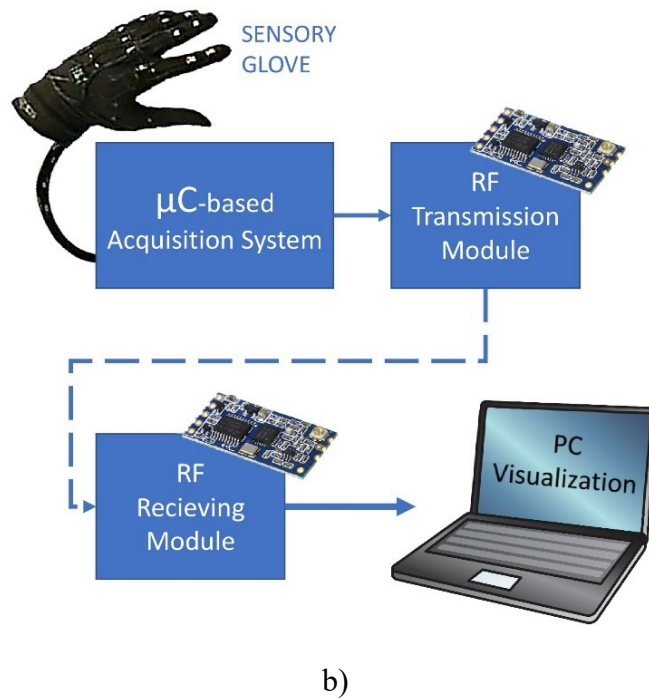 SENSORY
GLOVE
μC-based
Acquisition System
RF
Transmission
Module
RF
Recieving
Module
PC
Visualization
b)